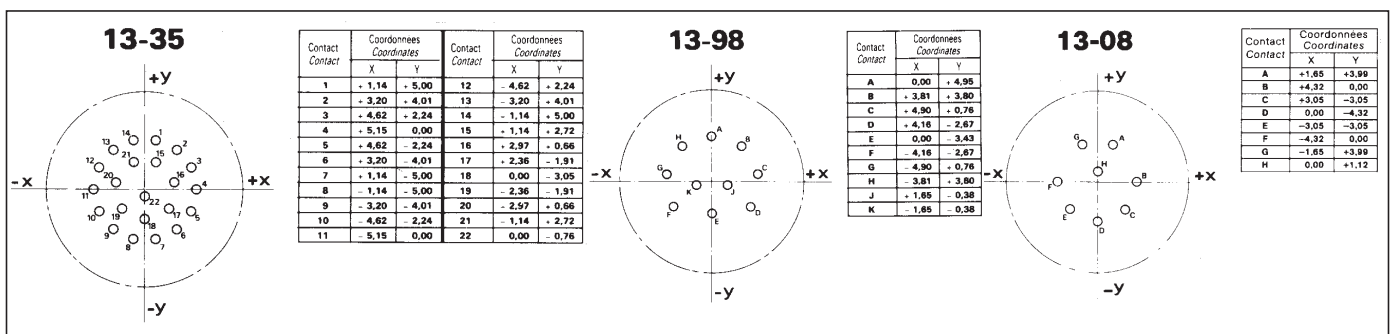 13-35
+Y
14 1
13 2
21 15
12 3
20 16
-X 11 4 +X
22
10 19 17 5
18
9 6
8 7
-Y
Contact Coordonnees Contact Coordonnees
Contact Coordinates Contact Coordinates
X Y X Y
1 + 1,14 + 5,00 12 - 4,62 + 2,24
2 + 3,20 + 4,01 13 - 3,20 + 4,01
3 + 4,62 + 2,24 14 - 1,14 + 5,00
4 + 5,15 0,00 15 + 1,14 + 2,72
5 + 4,62 - 2,24 16 + 2,97 + 0,66
6 + 3,20 - 4,01 17 + 2,36 - 1,91
7 + 1,14 - 5,00 18 0,00 - 3,05
8 - 1,14 - 5,00 19 - 2,36 - 1,91
9 - 3,20 - 4,01 20 - 2,97 + 0,66
10 - 4,62 - 2,24 21 - 1,14 + 2,72
11 - 5,15 0,00 22 0,00 - 0,76
13-98
+Y
A
H B
G C
-X +X
K J
F D
E
-Y
Contact Coordonnées
Contact Coordinates
X Y
A 0,00 + 4,95
B + 3,81 + 3,80
C + 4,90 + 0,76
D + 4,16 - 2,67
E 0,00 - 3,43
F - 4,16 - 2,67
G - 4,90 + 0,76
H - 3,81 + 3,80
J + 1,65 - 0,38
K - 1,65 - 0,38
13-08
+Y
G A
H
-X F B +X
E C
D
-Y
Contact Coordonnées
Contact Coordinates
X Y
A +1,65 +3,99
B +4,32 0,00
C +3,05 -3,05
D 0,00 -4,32
E -3,05 -3,05
F -4,32 0,00
G -1,65 +3,99
H 0,00 +1,12